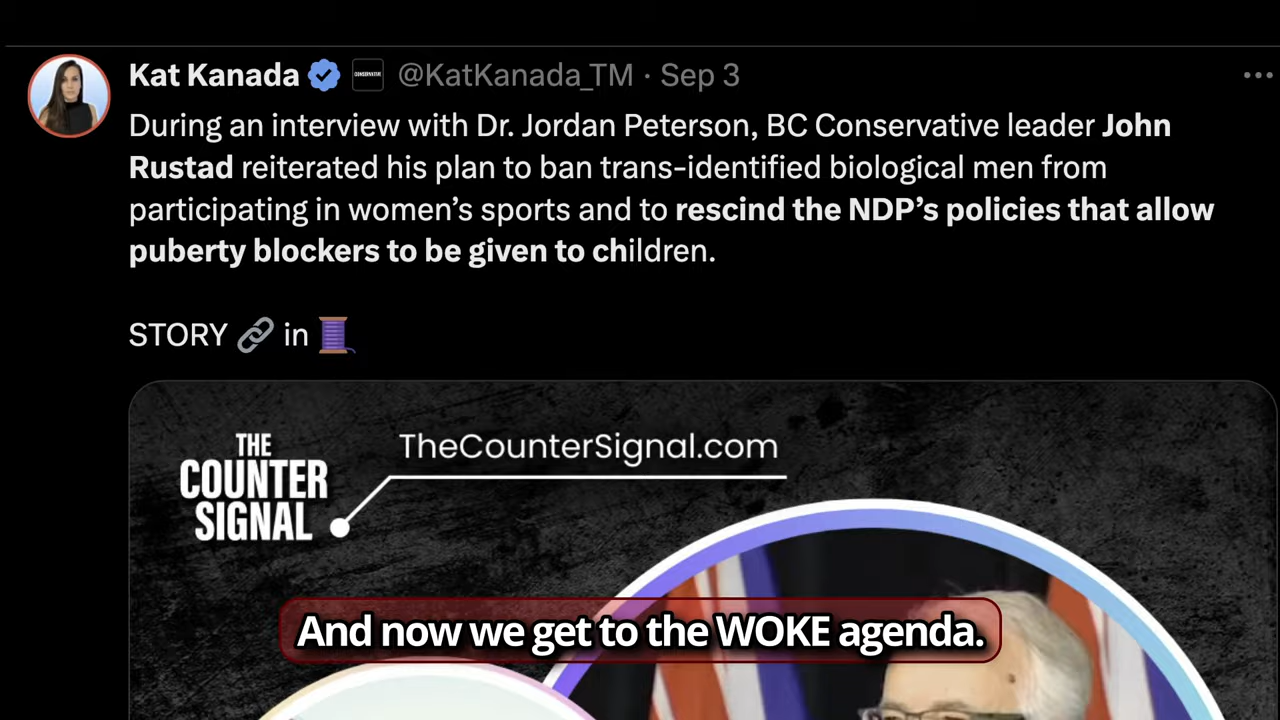 Kat Kanada CONSERVATIVE @KatKanada_TM · Sep 3
During an interview with Dr. Jordan Peterson, BC Conservative leader John
Rustad reiterated his plan to ban trans-identified biological men from
participating in women’s sports and to rescind the NDP’s policies that allow
puberty blockers to be given to children.
STORY 🔗 in 🧵
THE
COUNTER
SIGNAL
TheCounterSignal.com
And now we get to the WOKE agenda.